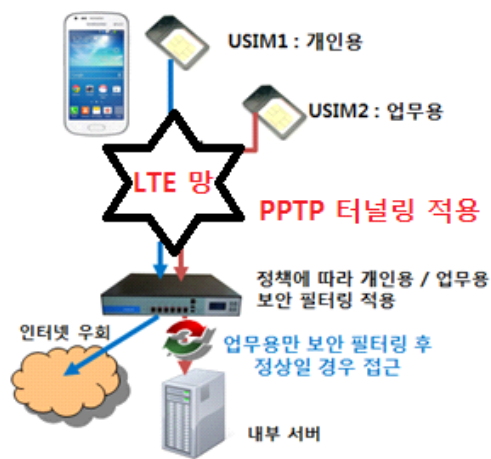 USIM1 : 개인용
USIM2 : 업무용
LTE 망
PPTP 터널링 적용
정책에 따라 개인용 / 업무용
보안 필터링 적용
인터넷 우회
3
업무용만 보안 필터링 후
정상일 경우 접근
내부 서버